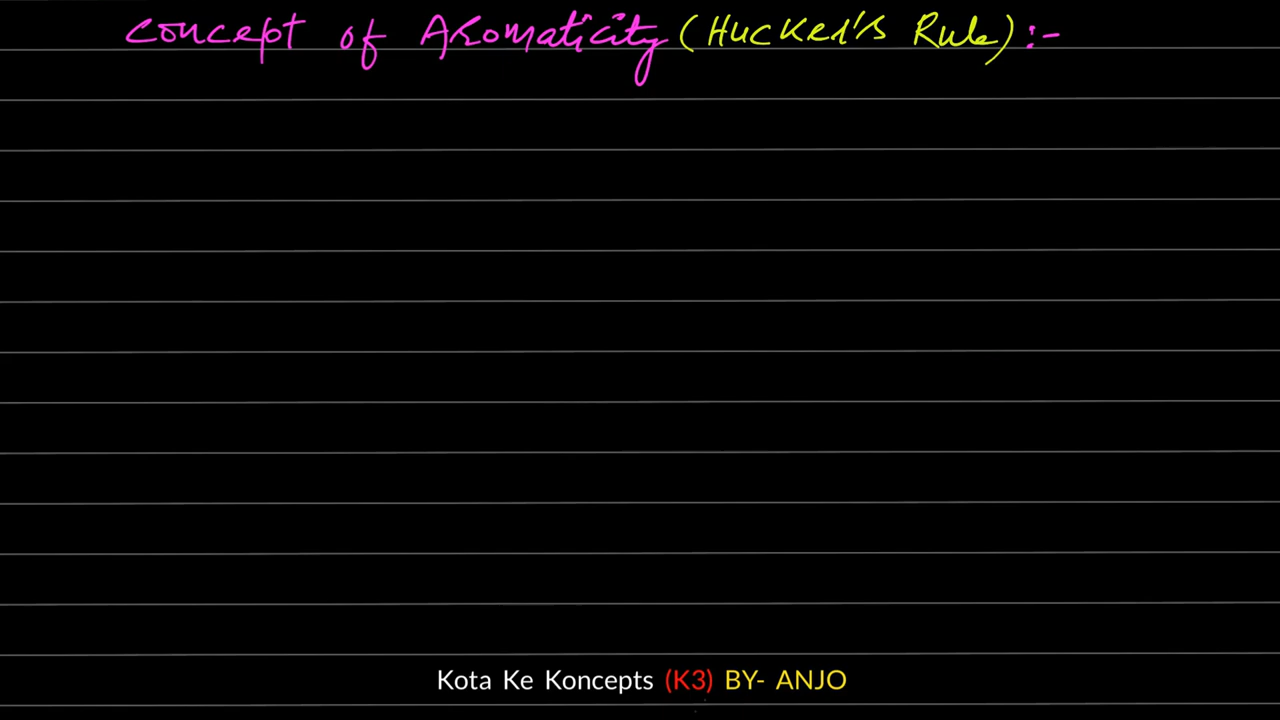 Concept of Aromaticity (Huckel's Rule) :-
Kota Ke Koncepts (K3) BY- ANJO